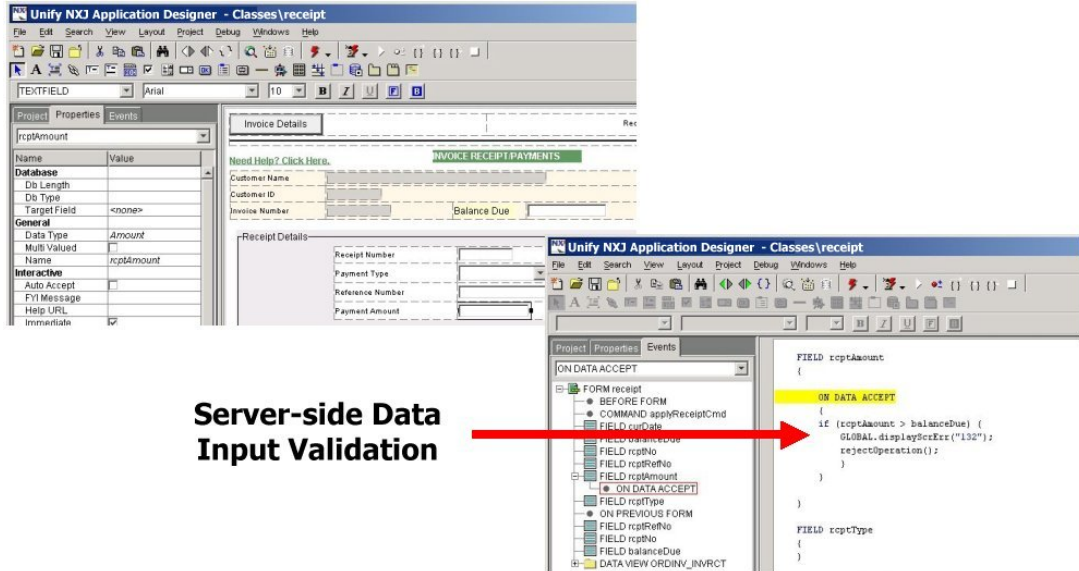 Unify NXJ Application Designer - Classes\receipt
File Edit Search View Layout Project Debug Windows Help
TEXTFIELD Arial 10 B I U F B
Project Properties Events
rcptAmount
Name Value
Database
Db Length
Db Type
Target Field <none>
General
Data Type Amount
Multi Valued
Name rcptAmount
Interactive
Auto Accept
FYI Message
Help URL
Immediate
Invoice Details Rec
Need Help? Click Here. INVOICE RECEIPT/PAYMENTS
Customer Name
Customer ID
Invoice Number Balance Due
Receipt Details
Receipt Number
Payment Type
Reference Number
Payment Amount
Unify NXJ Application Designer - Classes\receipt
File Edit Search View Layout Project Debug Windows Help
B I U F B
Project Properties Events
ON DATA ACCEPT
FORM receipt
BEFORE FORM
COMMAND applyReceiptCmd
FIELD curDate
FIELD balanceDue
FIELD rcptNo
FIELD rcptRefNo
FIELD rcptAmount
ON DATA ACCEPT
FIELD rcptType
ON PREVIOUS FORM
FIELD rcptRefNo
FIELD rcptNo
FIELD balanceDue
DATA VIEW ORDINV_INVRCT
FIELD rcptAmount
{
ON DATA ACCEPT
{
if (rcptAmount > balanceDue) {
GLOBAL.displayScrErr("132");
rejectOperation();
}
}
}
FIELD rcptType
{
}
Server-side Data
Input Validation